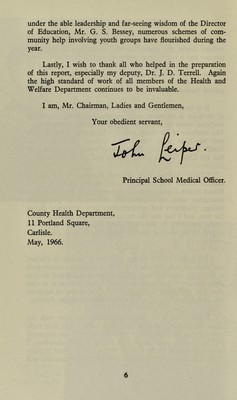 under the able leadership and far-seeing wisdom of the Director
of Education, Mr. G. S. Bessey, numerous schemes of com-
munity help involving youth groups have flourished during the
year.
Lastly, I wish to thank all who helped in the preparation
of this report, especially my deputy, Dr. J. D. Terrell. Again
the high standard of work of all members of the Health and
Welfare Department continues to be invaluable.
I am, Mr. Chairman, Ladies and Gentlemen,
Your obedient servant,
John Leiper.
Principal School Medical Officer.
County Health Department,
11 Portland Square,
Carlisle.
May, 1966.
6